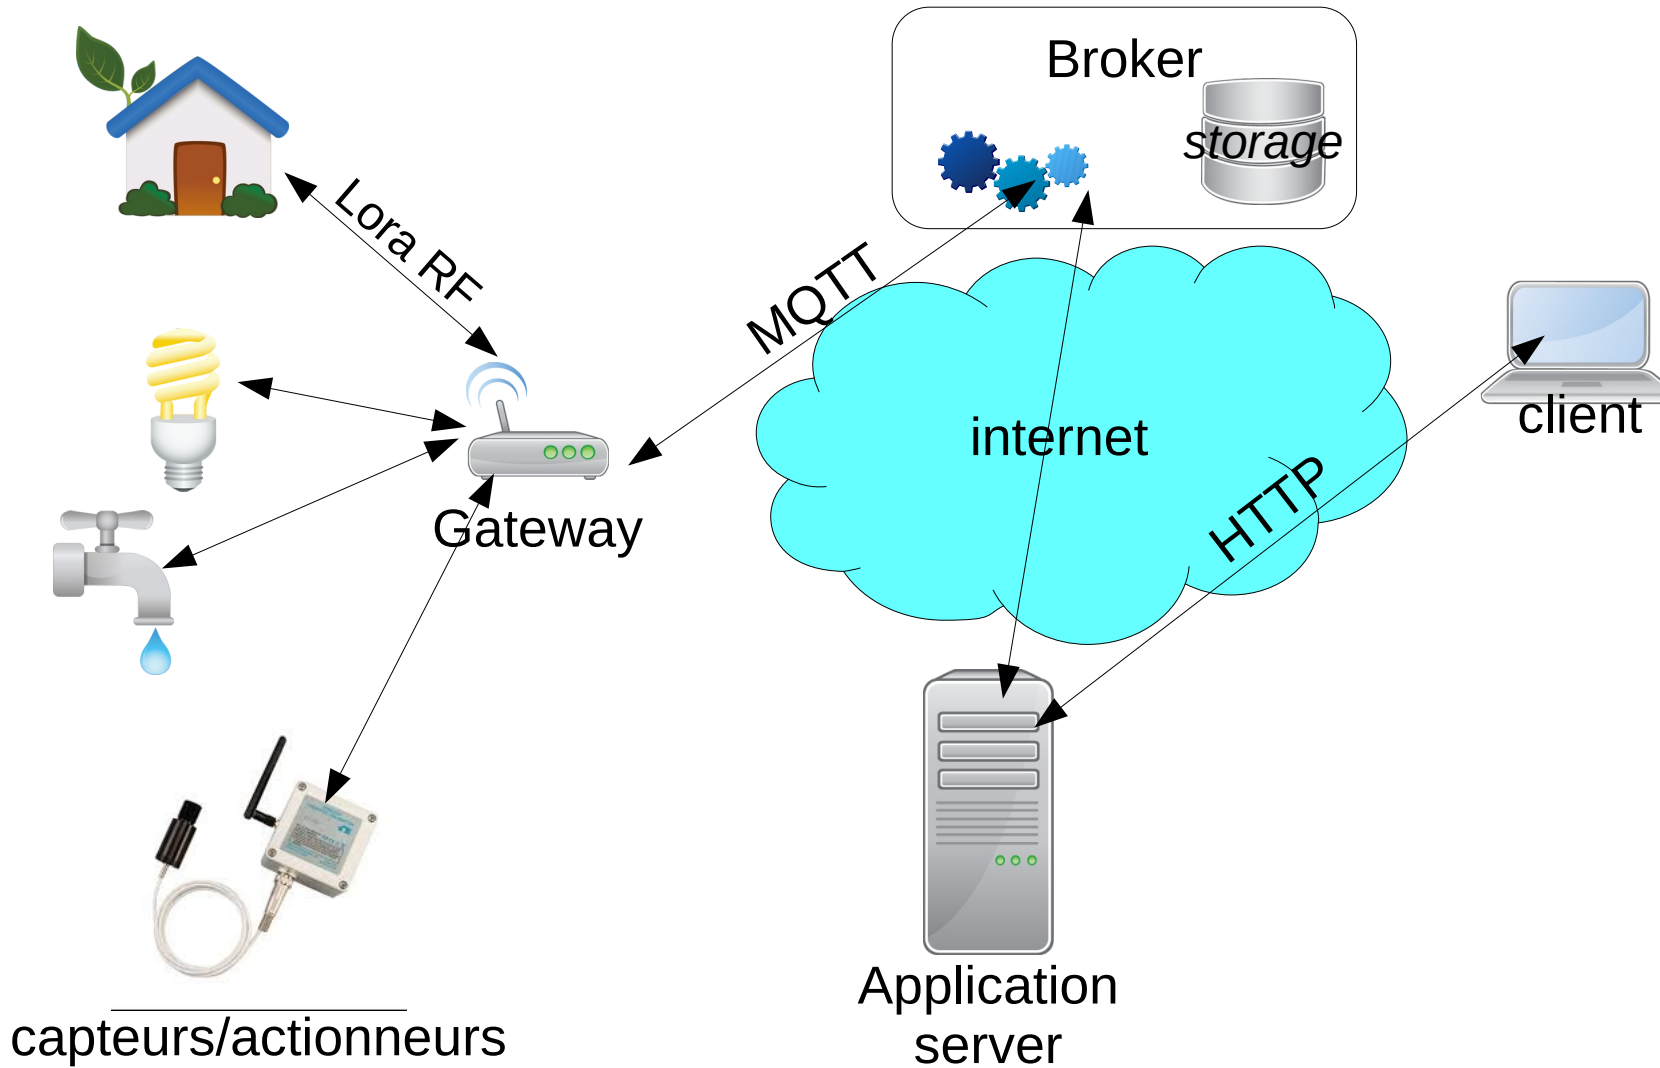 Broker
storage
Lora RF
MQTT
internet
client
HTTP
Gateway
Application
server
capteurs/actionneurs